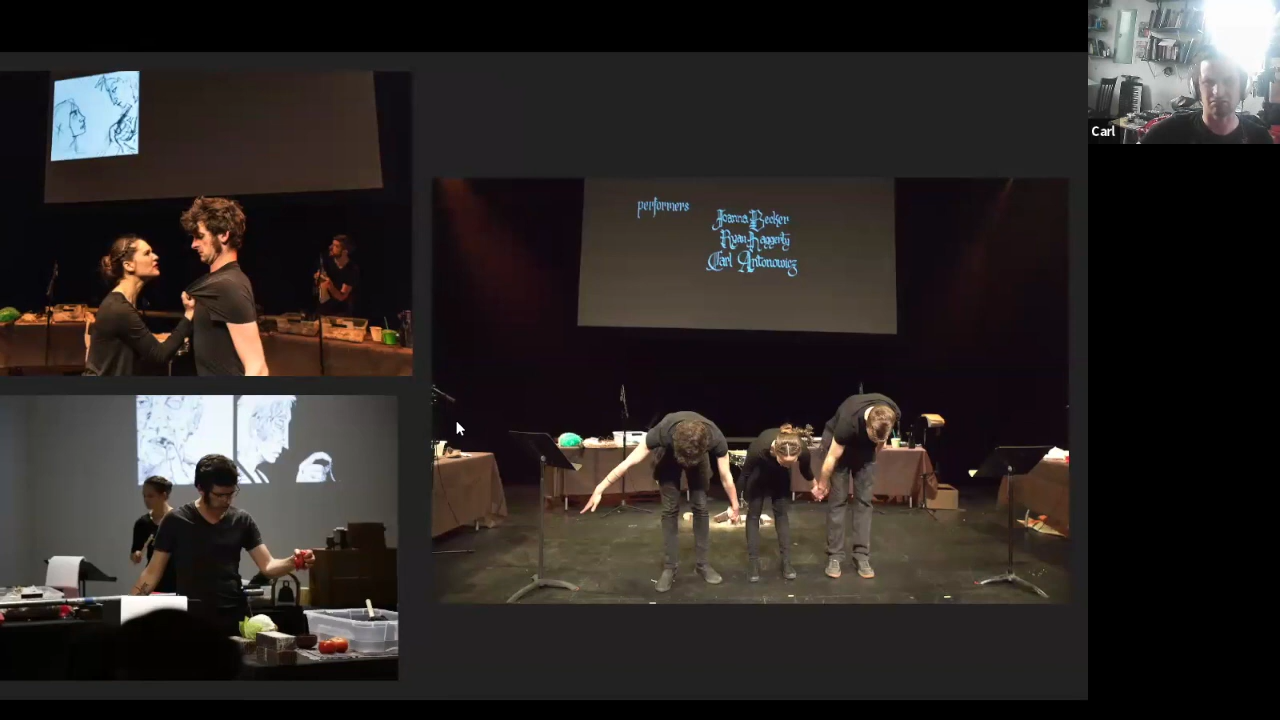 performers
Joanna Becker
Ryan Haggerty
Carl Antonowicz
Carl